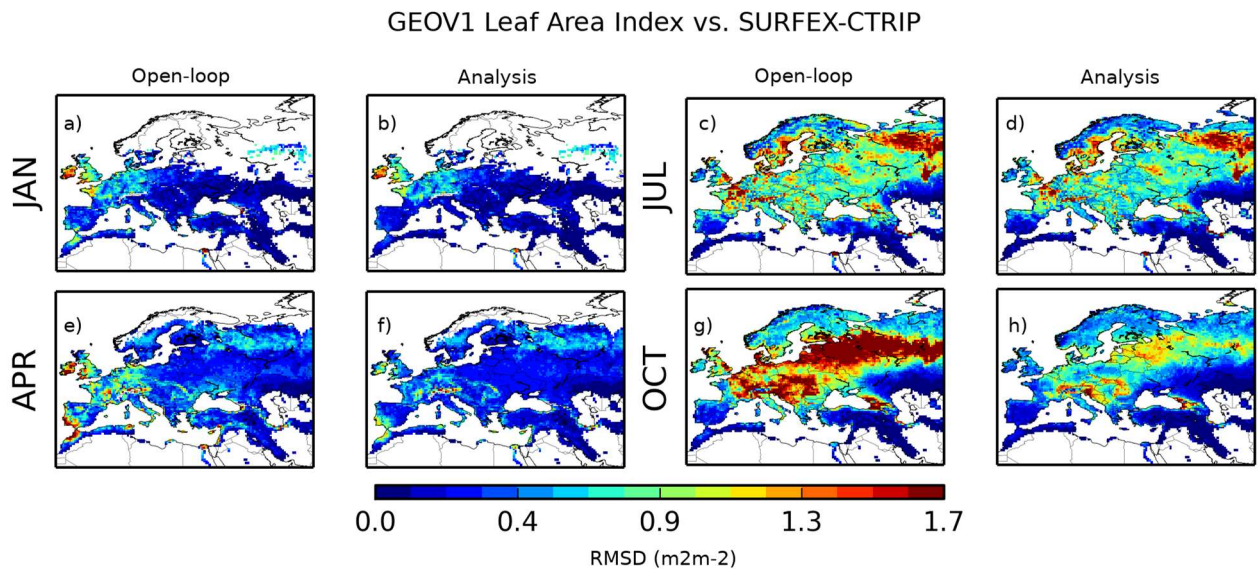 GEOV1 Leaf Area Index vs. SURFEX-CTRIP
Open-loop Analysis Open-loop Analysis
JAN a) b) JUL c) d)
APR e) f) OCT g) h)
0.0 0.4 0.9 1.3 1.7
RMSD (m2m-2)